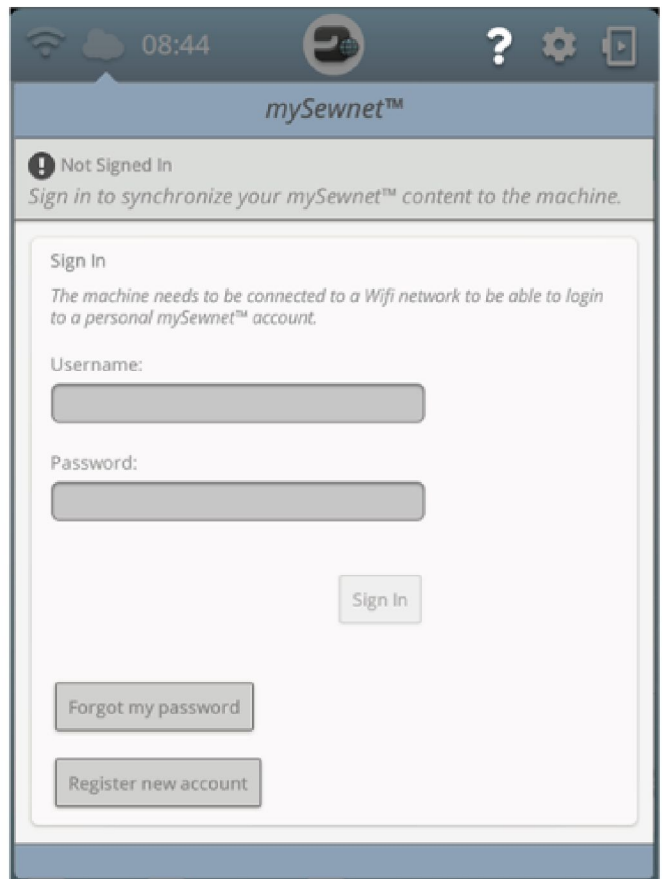 08:44
?
mySewnet™
Not Signed In
Sign in to synchronize your mySewnet™ content to the machine.
Sign In
The machine needs to be connected to a Wifi network to be able to login
to a personal mySewnet™ account.
Username:
Password:
Sign In
Forgot my password
Register new account